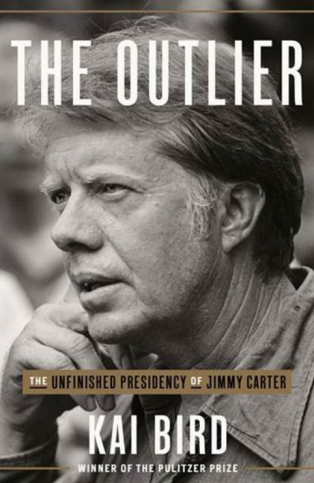 THE OUTLIER
THE UNFINISHED PRESIDENCY OF JIMMY CARTER
KAI BIRD
WINNER OF THE PULITZER PRIZE